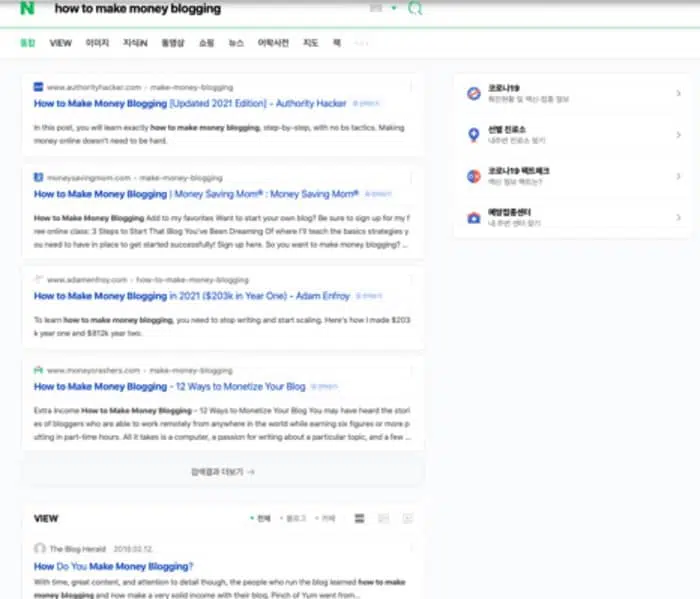 N how to make money blogging
통합 VIEW 이미지 지식iN 동영상 쇼핑 뉴스 어학사전 지도 책
www.authorityhacker.com › make-money-blogging
How to Make Money Blogging [Updated 2021 Edition] - Authority Hacker
In this post, you will learn exactly how to make money blogging, step-by-step, with no bs tactics. Making
money online doesn't need to be hard.
moneysavingmom.com › make-money-blogging
How to Make Money Blogging | Money Saving Mom® : Money Saving Mom®
How to Make Money Blogging Add to my favorites Want to start your own blog? Be sure to sign up for my f
ree online class: 3 Steps to Start That Blog You've Been Dreaming Of where I'll teach the basics strategies y
ou need to have in place to get started successfully! Sign up here. So you want to make money blogging? ...
www.adamenfroy.com › how-to-make-money-blogging
How to Make Money Blogging in 2021 ($203k in Year One) - Adam Enfroy
To learn how to make money blogging, you need to stop writing and start scaling. Here's how I made $203
k year one and $812k year two.
www.moneycrashers.com › make-money-blogging
How to Make Money Blogging - 12 Ways to Monetize Your Blog
Extra Income How to Make Money Blogging - 12 Ways to Monetize Your Blog You may have heard the stori
es of bloggers who are able to work remotely from anywhere in the world while earning six figures or more p
utting in part-time hours. All it takes is a computer, a passion for writing about a particular topic, and a few ...
검색결과 더보기 →
VIEW
전체 블로그 카페
The Blog Herald 2019.02.12.
How Do You Make Money Blogging?
With time, great content, and attention to detail though, the people who run the blog learned how to make
money blogging and now make a very solid income with their blog. Pinch of Yum went from...
코로나19
확진현황 및 백신·접종 정보
선별 진료소
내주변 진료소 찾기
코로나19 팩트체크
백신 정보 팩트는?
예방접종센터
내 주변 센터 찾기